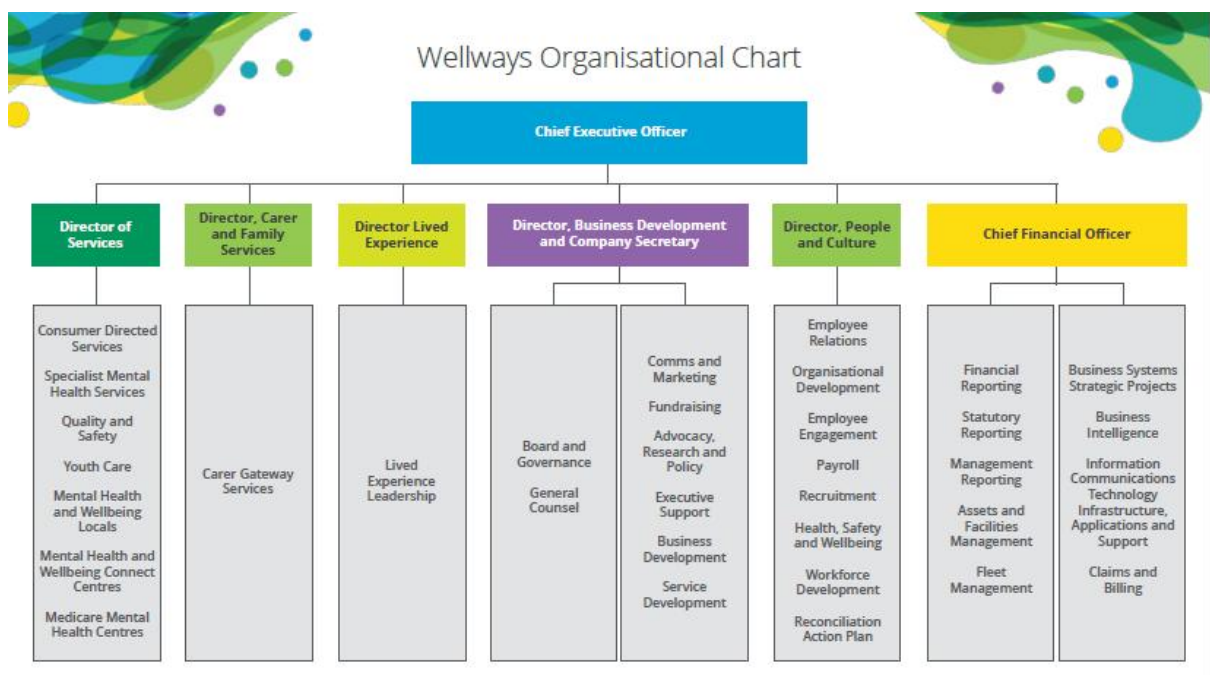 Wellways Organisational Chart
Chief Executive Officer
Director of
Services
Director, Carer
and Family
Services
Director Lived
Experience
Director, Business Development
and Company Secretary
Director, People
and Culture
Chief Financial Officer
Consumer Directed
Services
Specialist Mental
Health Services
Quality and
Safety
Youth Care
Mental Health
and Wellbeing
Locals
Mental Health and
Wellbeing Connect
Centres
Medicare Mental
Health Centres
Carer Gateway
Services
Lived
Experience
Leadership
Board and
Governance
General
Counsel
Comms and
Marketing
Fundraising
Advocacy,
Research and
Policy
Executive
Support
Business
Development
Service
Development
Employee
Relations
Organisational
Development
Employee
Engagement
Payroll
Recruitment
Health, Safety
and Wellbeing
Workforce
Development
Reconciliation
Action Plan
Financial
Reporting
Statutory
Reporting
Management
Reporting
Assets and
Facilities
Management
Fleet
Management
Business Systems
Strategic Projects
Business
Intelligence
Information
Communications
Technology
Infrastructure,
Applications and
Support
Claims and
Billing